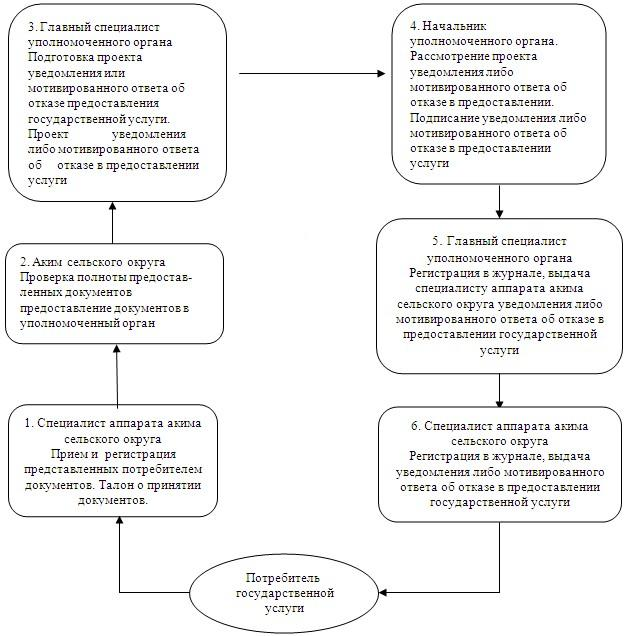 3. Главный специалист
уполномоченного органа
Подготовка проекта
уведомления или
мотивированного ответа об
отказе предоставления
государственной услуги.
Проект уведомления
либо мотивированного ответа
об отказе в предоставлении
услуги
4. Начальник
уполномоченного органа.
Рассмотрение проекта
уведомления либо
мотивированного ответа об
отказе в предоставлении.
Подписание уведомления либо
мотивированного ответа об
отказе в предоставлении
услуги
2. Аким сельского округа
Проверка полноты предостав-
ленных документов
предоставление документов в
уполномоченный орган
5. Главный специалист
уполномоченного органа
Регистрация в журнале, выдача
специалисту аппарата акима
сельского округа уведомления либо
мотивированного ответа об отказе в
предоставлении государственной
услуги
1. Специалист аппарата акима
сельского округа
Прием и регистрация
представленных потребителем
документов. Талон о принятии
документов.
6. Специалист аппарата акима
сельского округа
Регистрация в журнале, выдача
уведомления либо мотивированного
ответа об отказе в предоставлении
государственной услуги
Потребитель
государственной
услуги